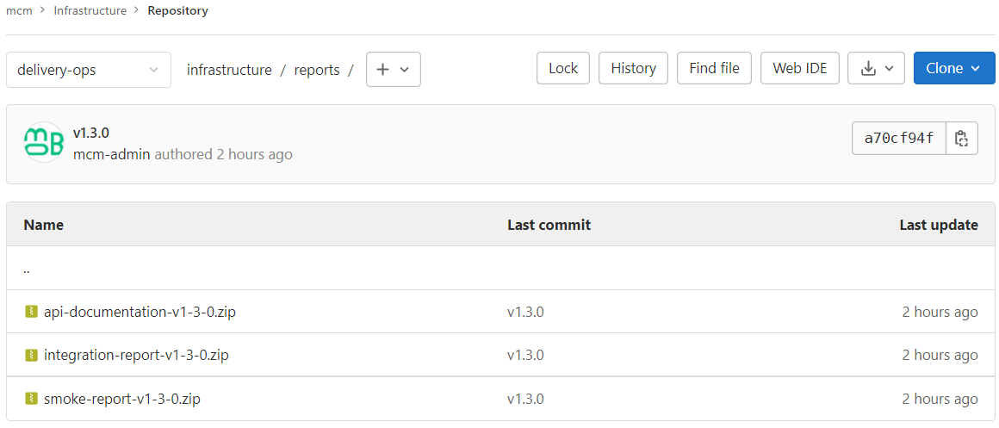 mcm > Infrastructure > Repository
delivery-ops infrastructure / reports / + Lock History Find file Web IDE Clone
v1.3.0
mcm-admin authored 2 hours ago
a70cf94f
Name Last commit Last update
..
api-documentation-v1-3-0.zip v1.3.0 2 hours ago
integration-report-v1-3-0.zip v1.3.0 2 hours ago
smoke-report-v1-3-0.zip v1.3.0 2 hours ago